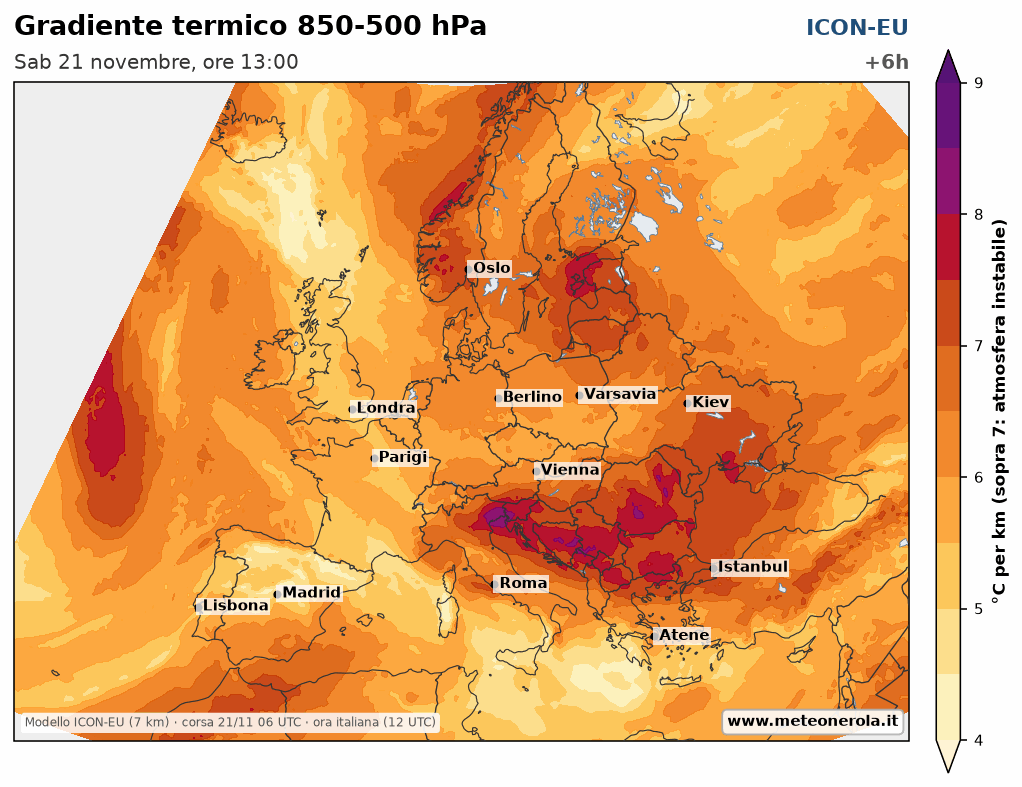 Gradiente termico 850-500 hPa
ICON-EU
Sab 21 novembre, ore 13:00
+6h
Oslo
Londra
Berlino
Varsavia
Kiev
Parigi
Vienna
Istanbul
Roma
Madrid
Lisbona
Atene
Modello ICON-EU (7 km) · corsa 21/11 06 UTC · ora italiana (12 UTC)
www.meteonerola.it
9
8
7
6
5
4
°C per km (sopra 7: atmosfera instabile)